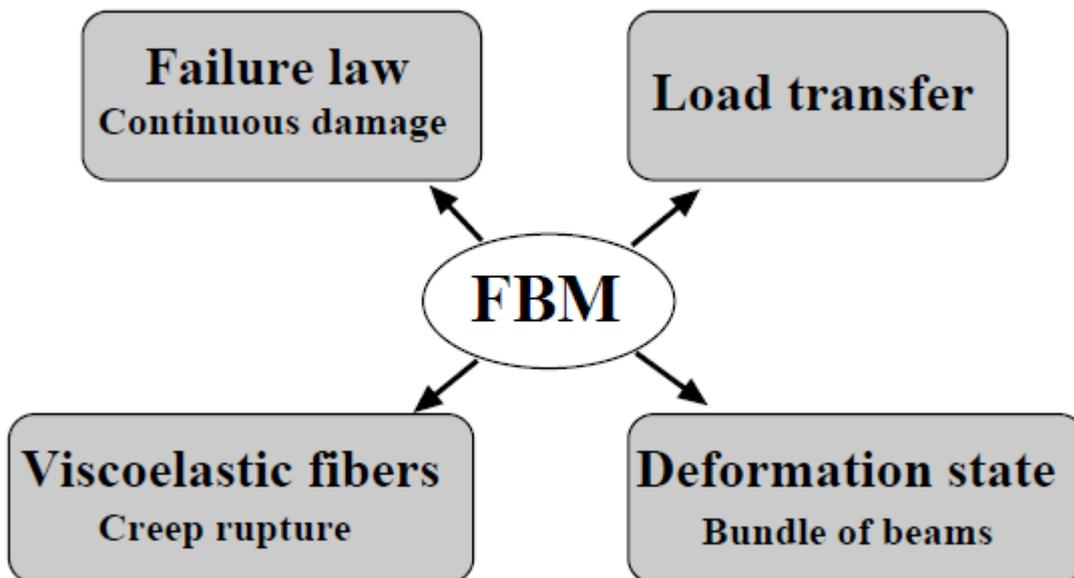 Failure law
Continuous damage
Load transfer
FBM
Viscoelastic fibers
Creep rupture
Deformation state
Bundle of beams